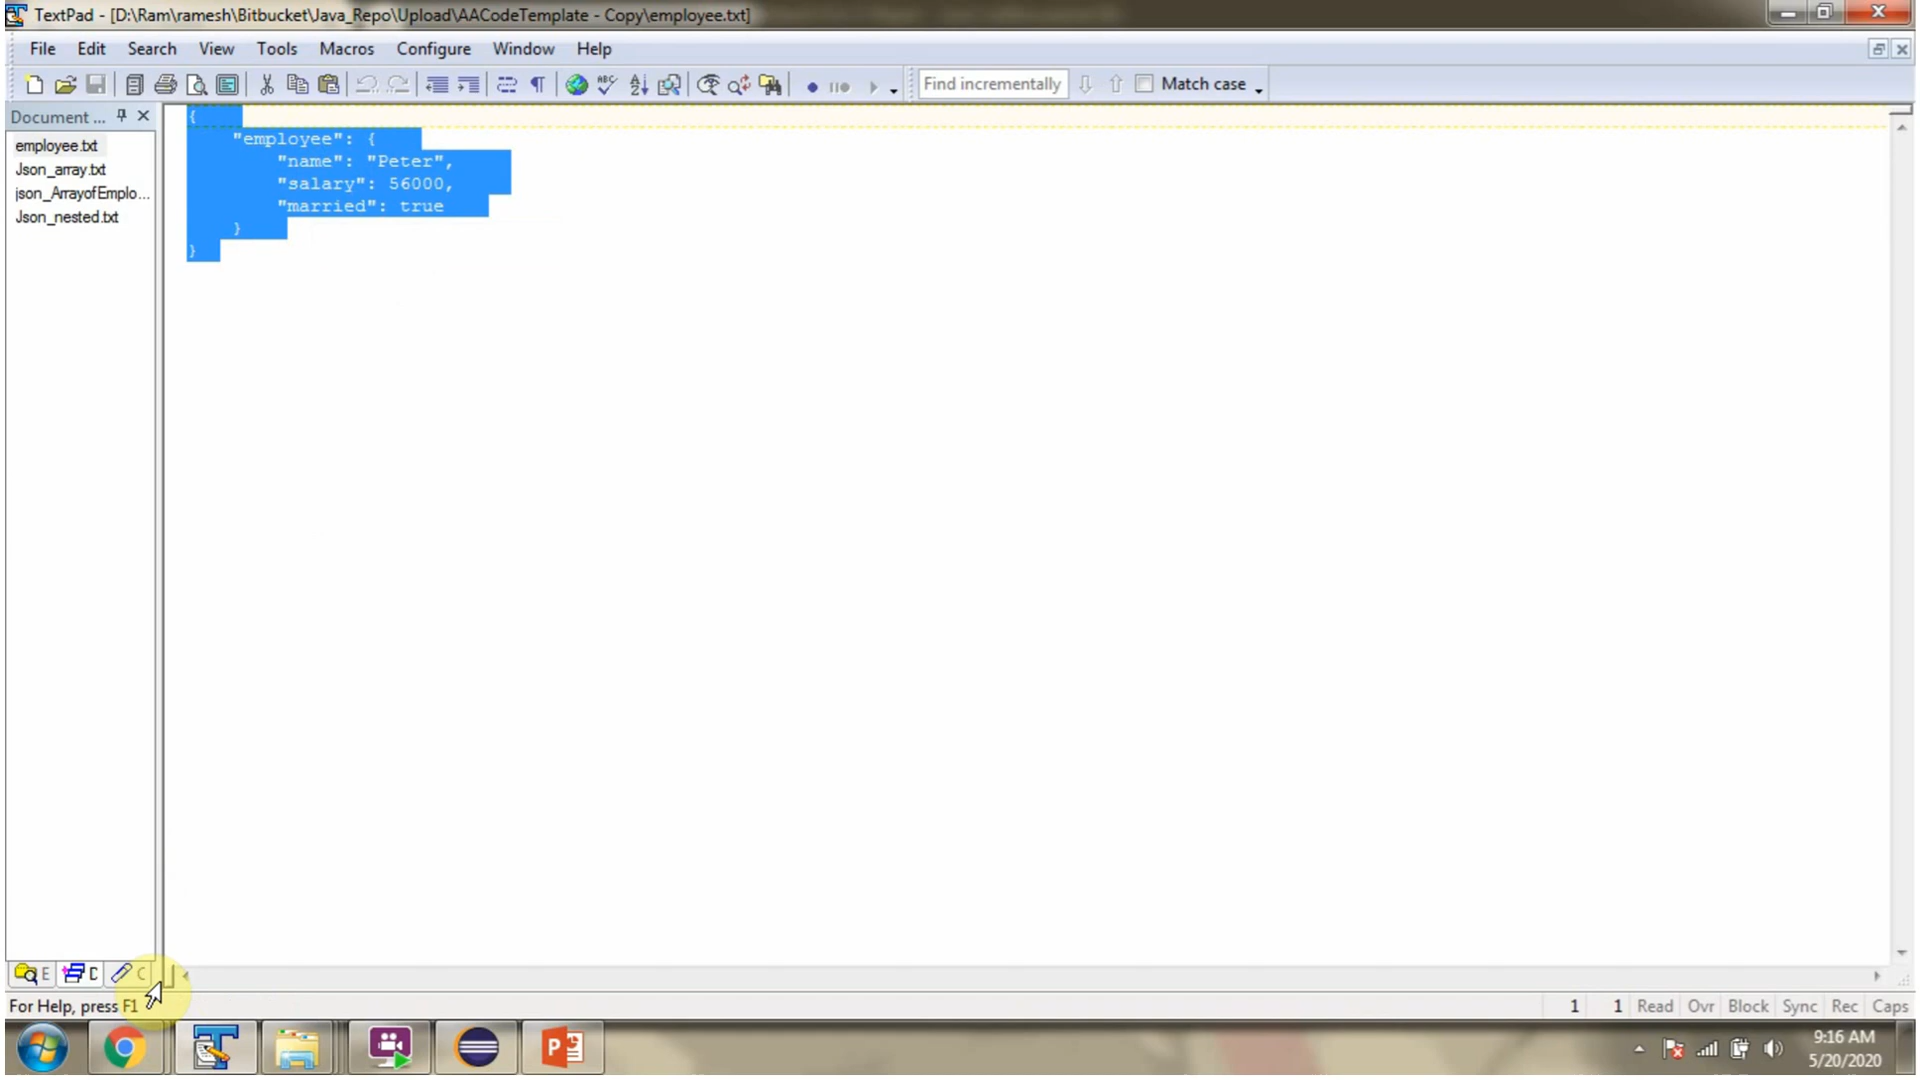 TextPad - [D:\Ram\ramesh\Bitbucket\Java_Repo\Upload\AACodeTemplate - Copy\employee.txt]
File Edit Search View Tools Macros Configure Window Help
Find incrementally Match case
Document ...
employee.txt
Json_array.txt
json_ArrayofEmplo...
Json_nested.txt
{
"employee": {
"name": "Peter",
"salary": 56000,
"married": true
}
}
E D C
For Help, press F1 1 1 Read Ovr Block Sync Rec Caps
9:16 AM
5/20/2020